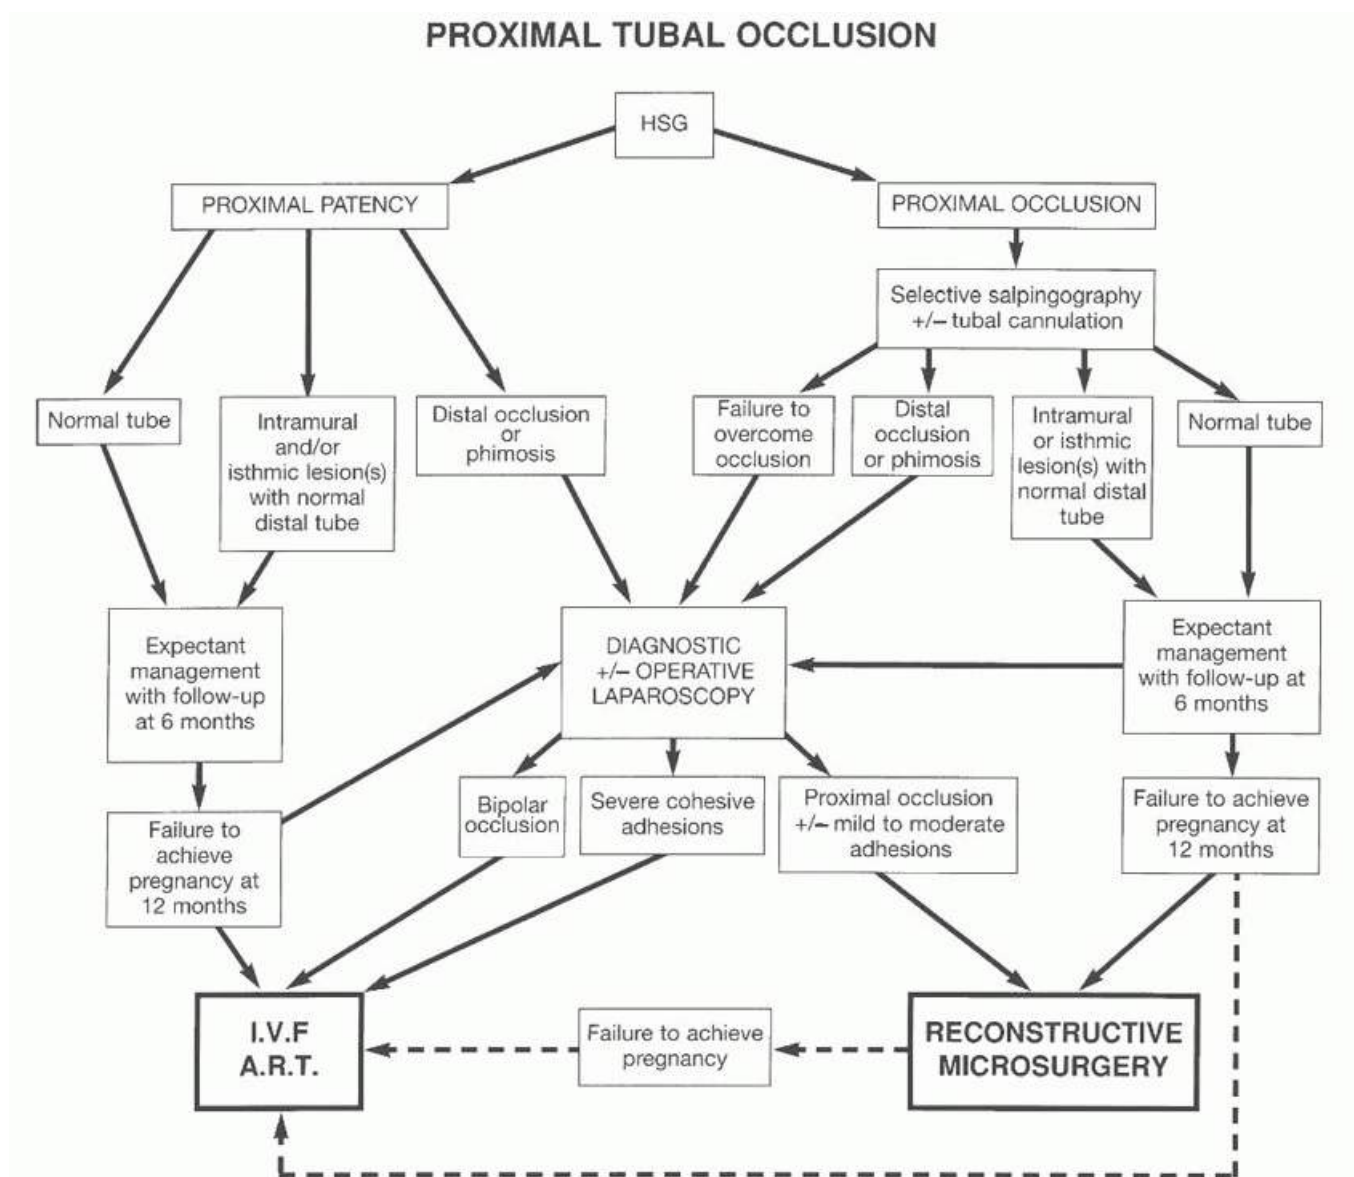 PROXIMAL TUBAL OCCLUSION
HSG
PROXIMAL PATENCY
PROXIMAL OCCLUSION
Selective salpingography
+/– tubal cannulation
Normal tube
Intramural
and/or
isthmic lesion(s)
with normal
distal tube
Distal occlusion
or
phimosis
Failure to
overcome
occlusion
Distal
occlusion
or phimosis
Intramural
or isthmic
lesion(s) with
normal distal
tube
Normal tube
Expectant
management
with follow-up
at 6 months
DIAGNOSTIC
+/– OPERATIVE
LAPAROSCOPY
Expectant
management
with follow-up at
6 months
Failure to
achieve
pregnancy at
12 months
Bipolar
occlusion
Severe cohesive
adhesions
Proximal occlusion
+/– mild to moderate
adhesions
Failure to achieve
pregnancy at
12 months
I.V.F
A.R.T.
Failure to achieve
pregnancy
RECONSTRUCTIVE
MICROSURGERY